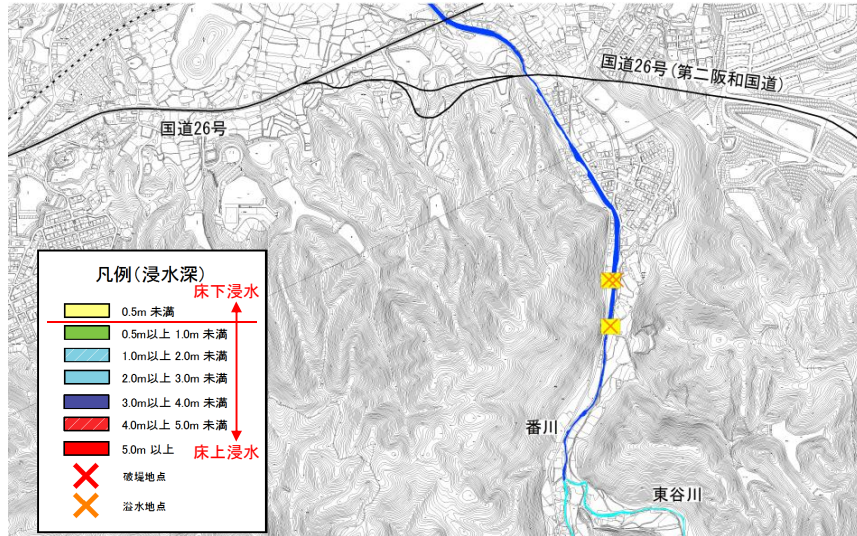 国道26号(第二阪和国道)
国道26号
凡例(浸水深)
床下浸水
0.5m 未満
0.5m以上 1.0m 未満
1.0m以上 2.0m 未満
2.0m以上 3.0m 未満
3.0m以上 4.0m 未満
4.0m以上 5.0m 未満
5.0m 以上
床上浸水
破堤地点
溢水地点
番川
東谷川